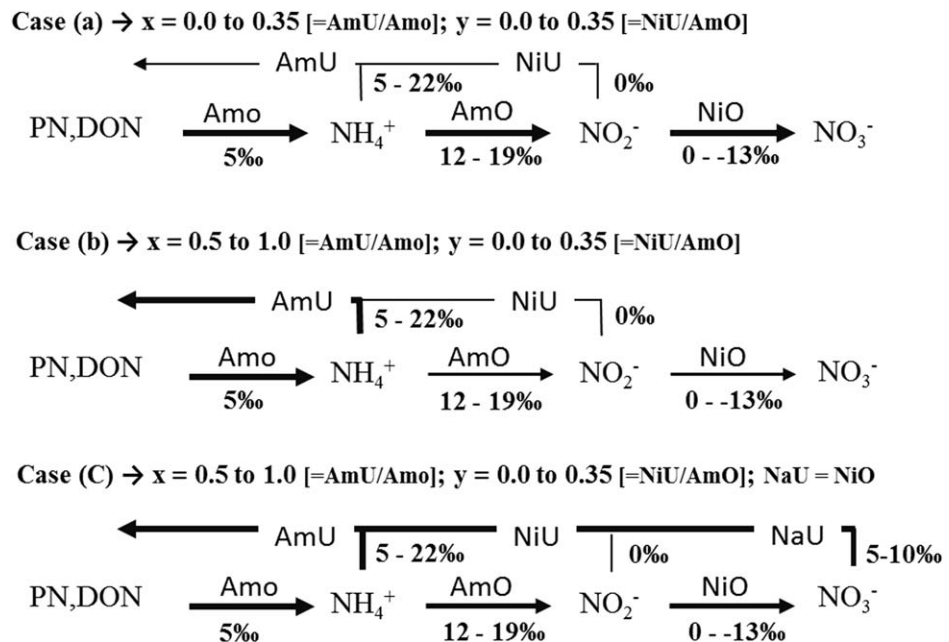 Case (a) → x = 0.0 to 0.35 [=AmU/Amo]; y = 0.0 to 0.35 [=NiU/AmO]
AmU NiU
5 - 22‰ 0‰
PN,DON Amo NH₄⁺ AmO NO₂⁻ NiO NO₃⁻
5‰ 12 - 19‰ 0 - -13‰
Case (b) → x = 0.5 to 1.0 [=AmU/Amo]; y = 0.0 to 0.35 [=NiU/AmO]
AmU NiU
5 - 22‰ 0‰
PN,DON Amo NH₄⁺ AmO NO₂⁻ NiO NO₃⁻
5‰ 12 - 19‰ 0 - -13‰
Case (C) → x = 0.5 to 1.0 [=AmU/Amo]; y = 0.0 to 0.35 [=NiU/AmO]; NaU = NiO
AmU NiU NaU
5 - 22‰ 0‰ 5-10‰
PN,DON Amo NH₄⁺ AmO NO₂⁻ NiO NO₃⁻
5‰ 12 - 19‰ 0 - -13‰